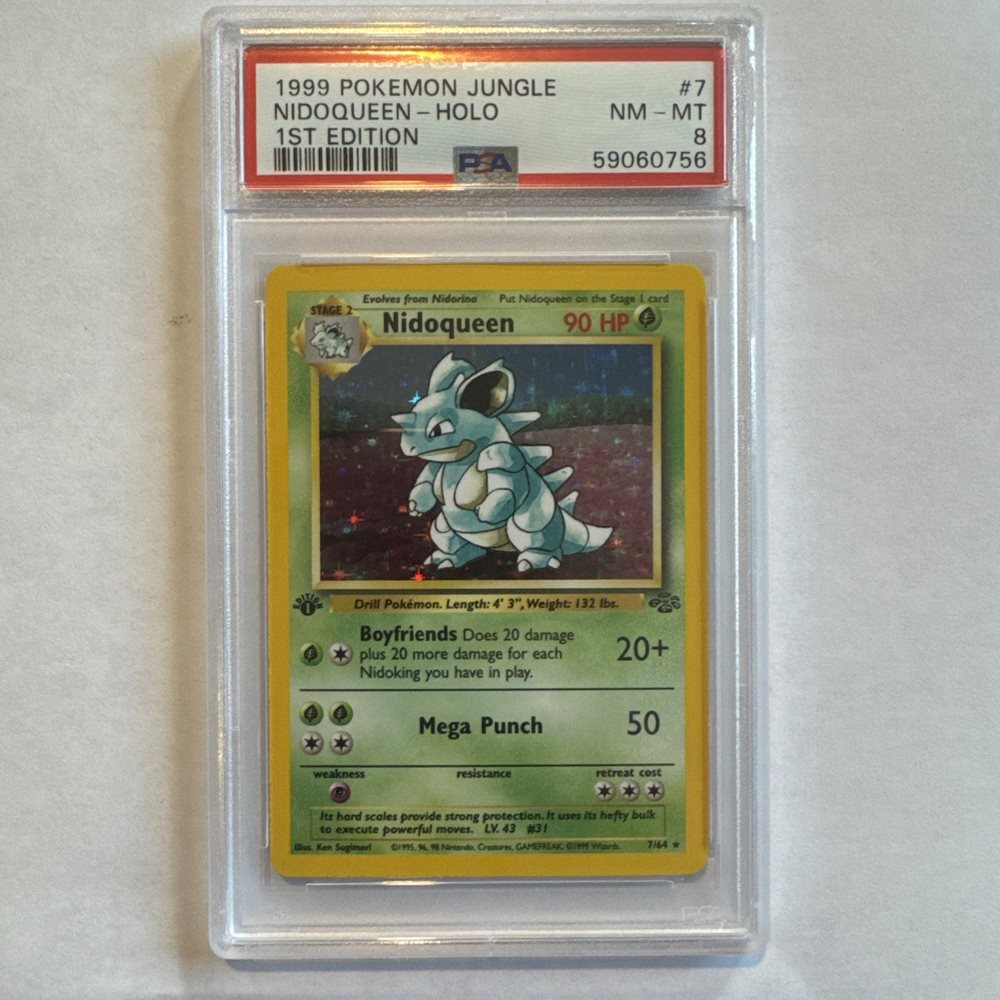 1999 POKEMON JUNGLE #7
NIDOQUEEN - HOLO NM - MT
1ST EDITION 8
PSA 59060756
Evolves from Nidorina Put Nidoqueen on the Stage 1 card
STAGE 2
Nidoqueen 90 HP
EDITION
1
Drill Pokémon. Length: 4' 3", Weight: 132 lbs.
Boyfriends Does 20 damage
plus 20 more damage for each
Nidoking you have in play.
20+
Mega Punch 50
weakness resistance retreat cost
Its hard scales provide strong protection. It uses its hefty bulk
to execute powerful moves. LV. 43 #31
Illus. Ken Sugimori ©1995, 96, 98 Nintendo, Creatures, GAMEFREAK. ©1999 Wizards. 7/64 ★